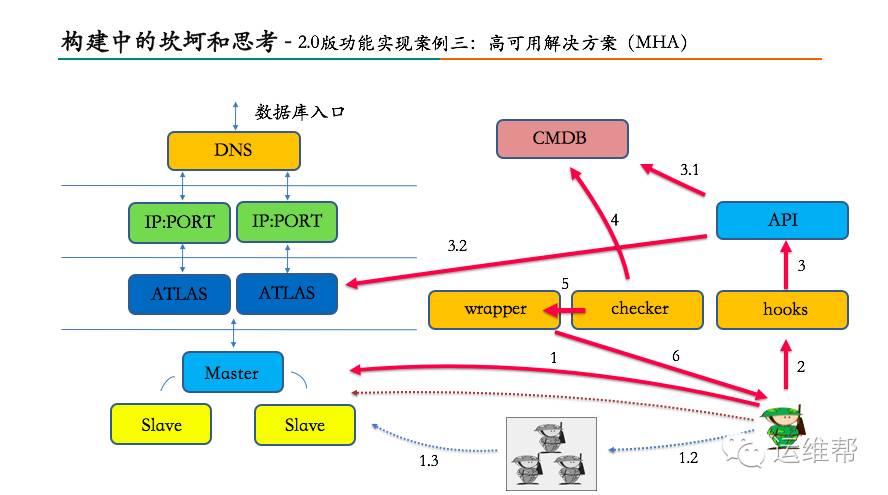 构建中的坎坷和思考 - 2.0版功能实现案例三：高可用解决方案（MHA）
数据库入口
DNS
CMDB
3.1
IP:PORT
IP:PORT
4
API
3.2
3
ATLAS
ATLAS
5
wrapper
checker
hooks
1
6
2
Master
Slave
Slave
1.3
1.2
运维帮